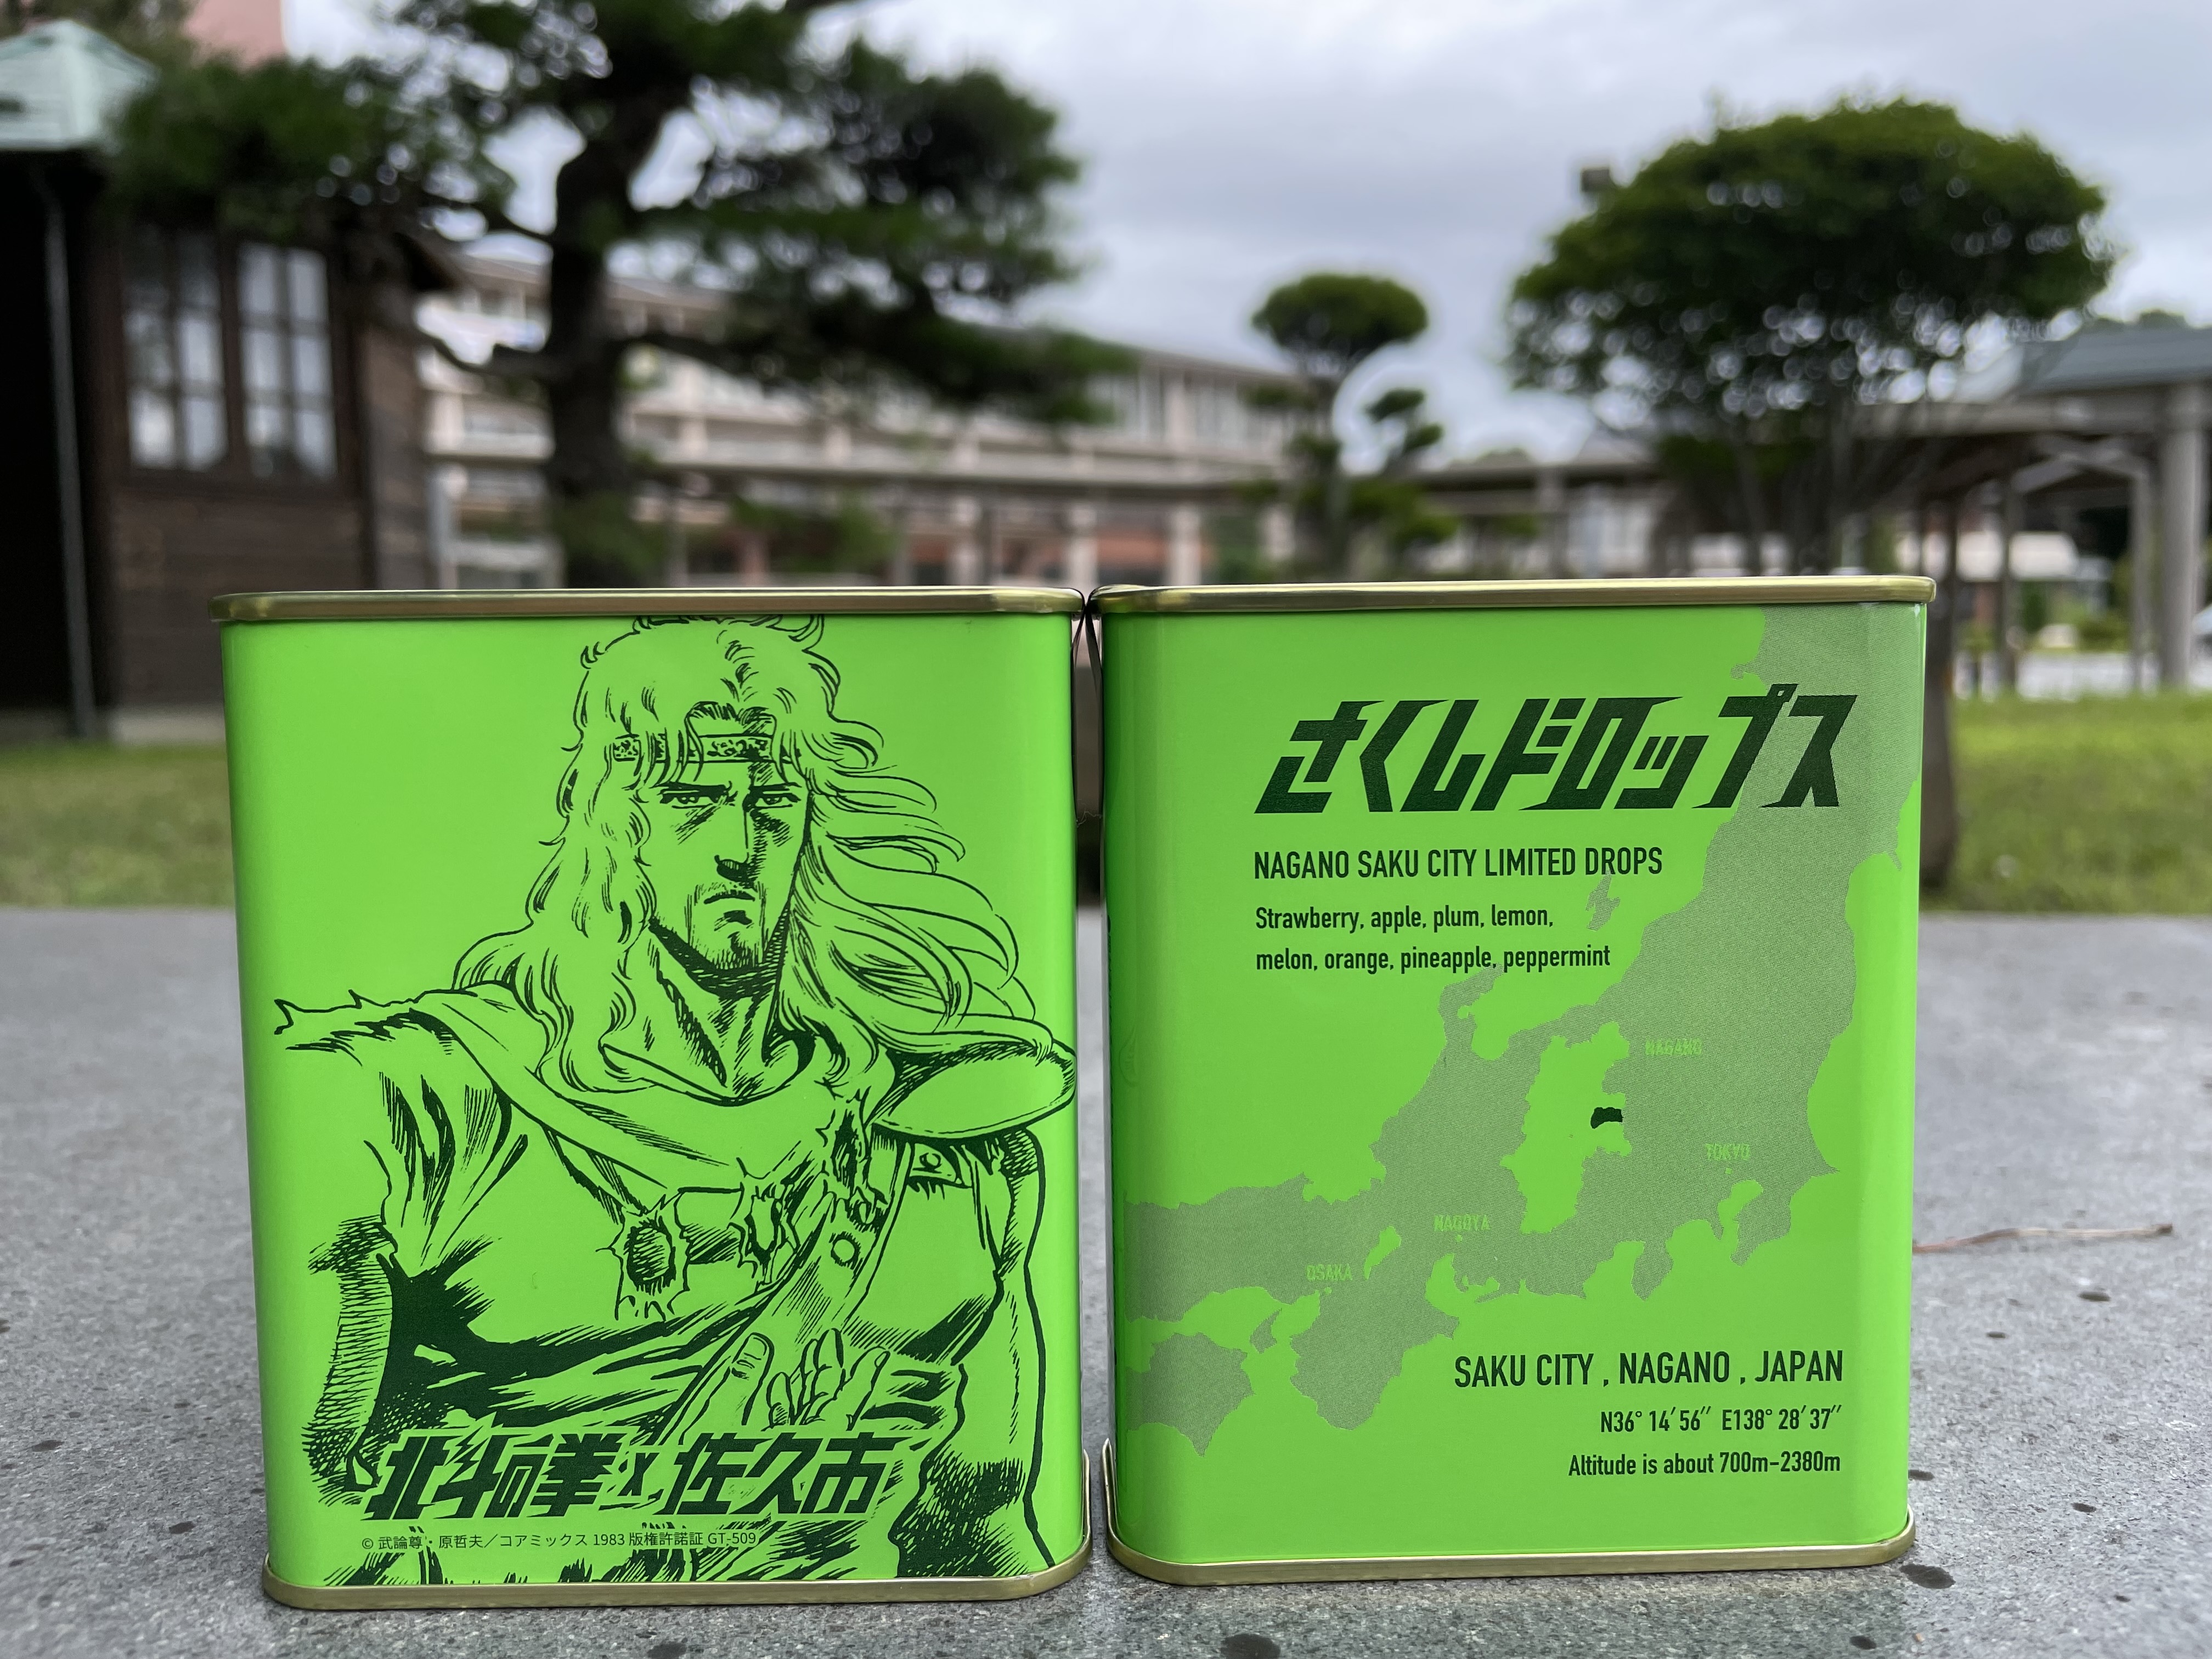 北斗の拳×佐久市
© 武論尊・原哲夫／コアミックス 1983 版権許諾証 GT-509
さくしドロップス
NAGANO SAKU CITY LIMITED DROPS
Strawberry, apple, plum, lemon,
melon, orange, pineapple, peppermint
NAGANO
TOKYO
NAGOYA
OSAKA
SAKU CITY , NAGANO , JAPAN
N36° 14′ 56″ E138° 28′ 37″
Altitude is about 700m-2380m